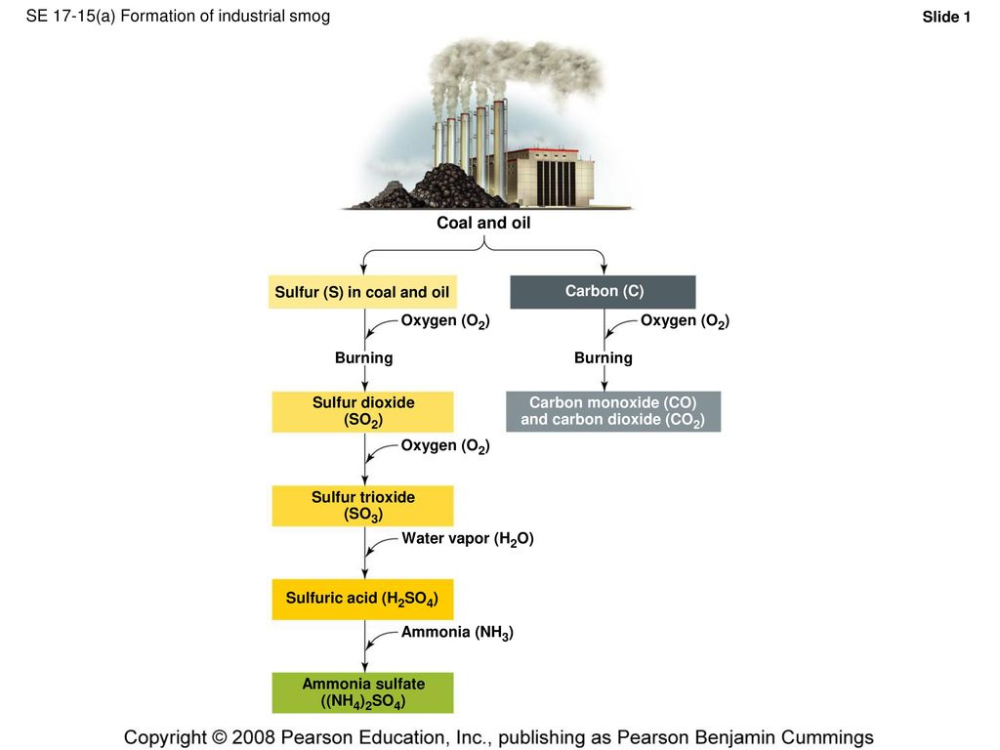 SE 17-15(a) Formation of industrial smog
Slide 1
Coal and oil
Sulfur (S) in coal and oil
Carbon (C)
Oxygen (O2)
Oxygen (O2)
Burning
Burning
Sulfur dioxide
(SO2)
Carbon monoxide (CO)
and carbon dioxide (CO2)
Oxygen (O2)
Sulfur trioxide
(SO3)
Water vapor (H2O)
Sulfuric acid (H2SO4)
Ammonia (NH3)
Ammonia sulfate
((NH4)2SO4)
Copyright © 2008 Pearson Education, Inc., publishing as Pearson Benjamin Cummings